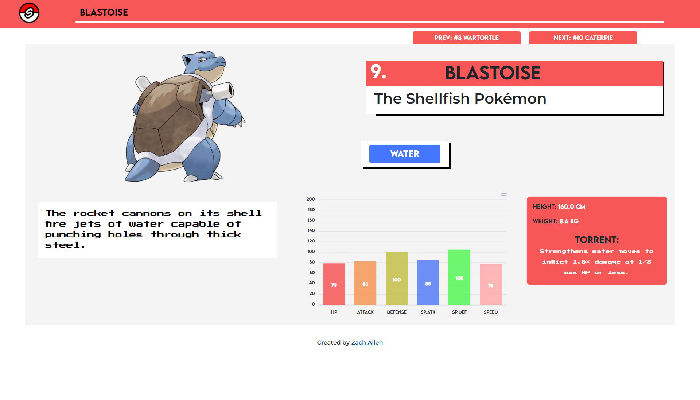 BLASTOISE
PREV: #8 WARTORTLE
NEXT: #10 CATERPIE
9.
BLASTOISE
The Shellfish Pokémon
WATER
The rocket cannons on its shell
fire jets of water capable of
punching holes through thick
steel.
200
180
160
140
120
100
80
60
40
20
0
79
83
100
85
105
78
HP
ATTACK
DEFENSE
SP.ATK
SP.DEF
SPEED
HEIGHT: 160.0 CM
WEIGHT: 8.6 KG
TORRENT:
Strengthens water moves to
inflict 1.5× damage at 1/3
max HP or less.
Created by Zach Allen